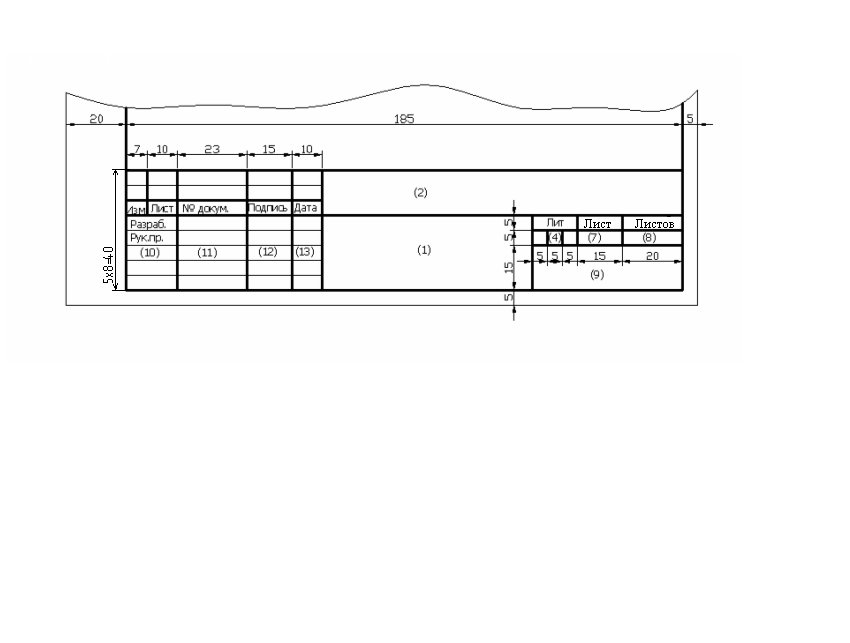 20 185 5
7 10 23 15 10
(2)
Изм Лист № докум. Подпись Дата
Разраб.
Рук.пр.
(10) (11) (12) (13)
(1)
5x8=40
5
5
15
5
Лит Лист Листов
(4) (7) (8)
5 5 5 15 20
(9)